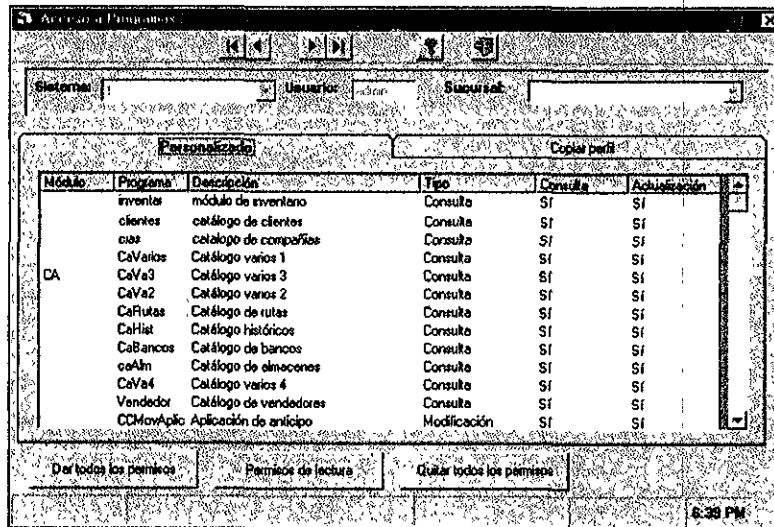 Acceso a Programas
Sistema: Usuario: Sucursal:
Personalizado Copiar perfil
Módulo Programa Descripción Tipo Consulta Actualización
inventar módulo de inventario Consulta Sí Sí
clientes catálogo de clientes Consulta Sí Sí
cias catalogo de compañías Consulta Sí Sí
CaVarios Catálogo varios 1 Consulta Sí Sí
CA CaVa3 Catálogo varios 3 Consulta Sí Sí
CaVa2 Catálogo varios 2 Consulta Sí Sí
CaRutas Catálogo de rutas Consulta Sí Sí
CaHist Catálogo históricos Consulta Sí Sí
CaBancos Catálogo de bancos Consulta Sí Sí
caAlm Catálogo de almacenes Consulta Sí Sí
CaVa4 Catálogo varios 4 Consulta Sí Sí
Vendedor Catálogo de vendedores Consulta Sí Sí
CCMovAplic Aplicación de anticipo Modificación Sí Sí
Dar todos los permisos Permisos de lectura Quitar todos los permisos
6:39 PM